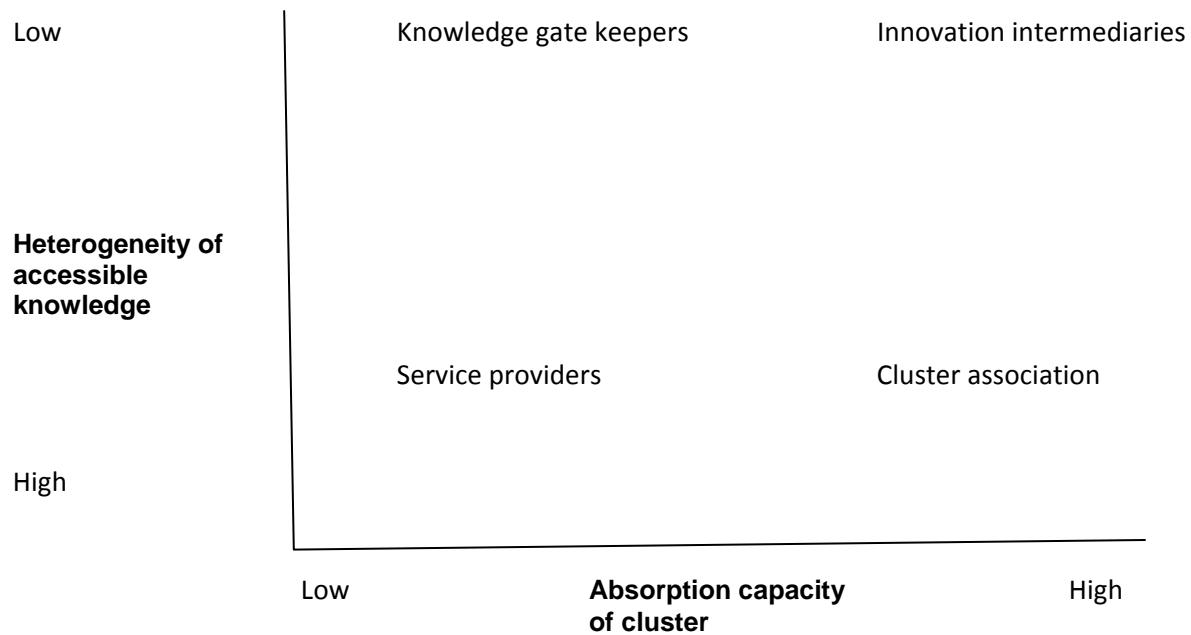 Low
Knowledge gate keepers
Innovation intermediaries
Heterogeneity of
accessible
knowledge
Service providers
Cluster association
High
Low
Absorption capacity
of cluster
High